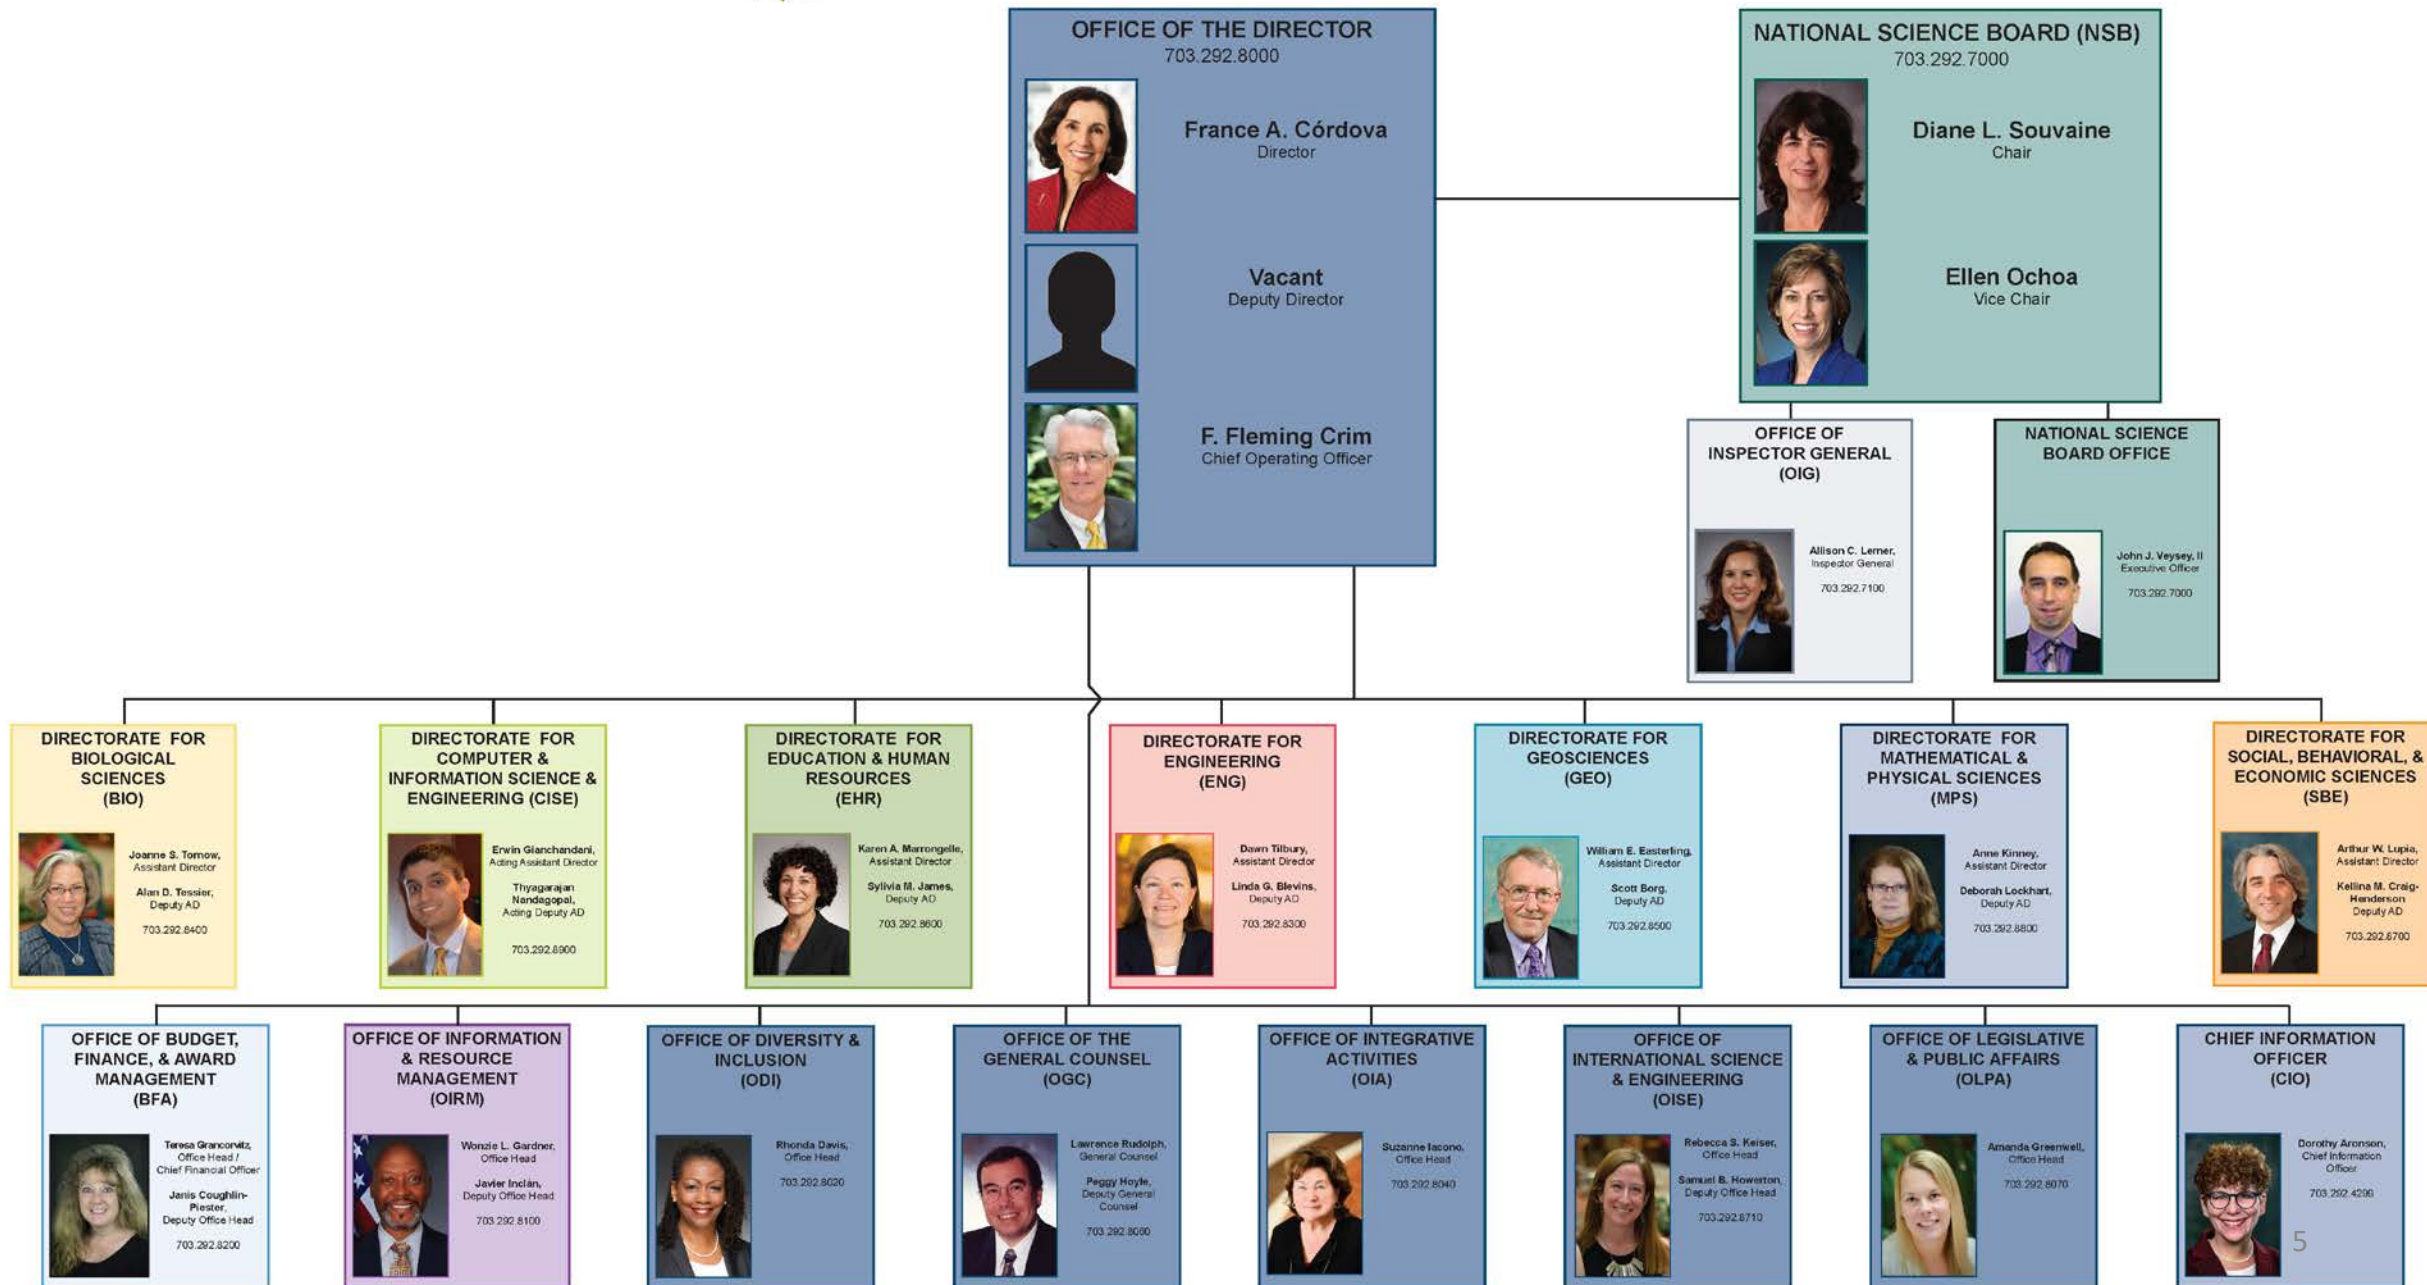 OFFICE OF THE DIRECTOR
703.292.8000
France A. Córdova
Director
Vacant
Deputy Director
F. Fleming Crim
Chief Operating Officer
NATIONAL SCIENCE BOARD (NSB)
703.292.7000
Diane L. Souvaine
Chair
Ellen Ochoa
Vice Chair
OFFICE OF
INSPECTOR GENERAL
(OIG)
Allison C. Lerner,
Inspector General
703.292.7100
NATIONAL SCIENCE
BOARD OFFICE
John J. Veysey, II
Executive Officer
703.292.7000
DIRECTORATE FOR
BIOLOGICAL
SCIENCES
(BIO)
Joanne S. Tornow,
Assistant Director
Alan D. Tessier,
Deputy AD
703.292.8400
DIRECTORATE FOR
COMPUTER &
INFORMATION SCIENCE &
ENGINEERING (CISE)
Erwin Gianchandani,
Acting Assistant Director
Thyagarajan
Nandagopal,
Acting Deputy AD
703.292.8900
DIRECTORATE FOR
EDUCATION & HUMAN
RESOURCES
(EHR)
Karen A. Marrongelle,
Assistant Director
Sylivia M. James,
Deputy AD
703.292.8600
DIRECTORATE FOR
ENGINEERING
(ENG)
Dawn Tilbury,
Assistant Director
Linda G. Blevins,
Deputy AD
703.292.8300
DIRECTORATE FOR
GEOSCIENCES
(GEO)
William E. Easterling,
Assistant Director
Scott Borg,
Deputy AD
703.292.8500
DIRECTORATE FOR
MATHEMATICAL &
PHYSICAL SCIENCES
(MPS)
Anne Kinney,
Assistant Director
Deborah Lockhart,
Deputy AD
703.292.8800
DIRECTORATE FOR
SOCIAL, BEHAVIORAL, &
ECONOMIC SCIENCES
(SBE)
Arthur W. Lupia,
Assistant Director
Kellina M. Craig-
Henderson
Deputy AD
703.292.8700
OFFICE OF BUDGET,
FINANCE, & AWARD
MANAGEMENT
(BFA)
Teresa Grancorvitz,
Office Head /
Chief Financial Officer
Janis Coughlin-
Piester,
Deputy Office Head
703.292.8200
OFFICE OF INFORMATION
& RESOURCE
MANAGEMENT
(OIRM)
Wonzie L. Gardner,
Office Head
Javier Inclán,
Deputy Office Head
703.292.8100
OFFICE OF DIVERSITY &
INCLUSION
(ODI)
Rhonda Davis,
Office Head
703.292.8020
OFFICE OF THE
GENERAL COUNSEL
(OGC)
Lawrence Rudolph,
General Counsel
Peggy Hoyle,
Deputy General
Counsel
703.292.8060
OFFICE OF INTEGRATIVE
ACTIVITIES
(OIA)
Suzanne Iacono,
Office Head
703.292.8040
OFFICE OF
INTERNATIONAL SCIENCE
& ENGINEERING
(OISE)
Rebecca S. Keiser,
Office Head
Samuel B. Howerton,
Deputy Office Head
703.292.8710
OFFICE OF LEGISLATIVE
& PUBLIC AFFAIRS
(OLPA)
Amanda Greenwell,
Office Head
703.292.8070
CHIEF INFORMATION
OFFICER
(CIO)
Dorothy Aronson,
Chief Information
Officer
703.292.4299
5